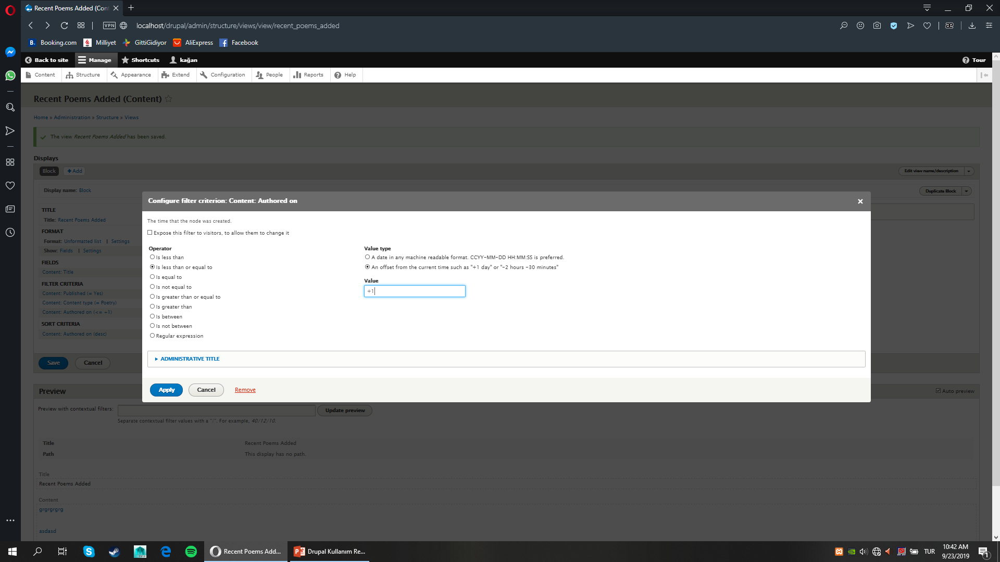 Recent Poems Added (Cont
VPN
localhost/drupal/admin/structure/views/view/recent_poems_added
B. Booking.com Milliyet GittiGidiyor AliExpress Facebook
Back to site Manage Shortcuts kağan Tour
Content Structure Appearance Extend Configuration People Reports Help
Recent Poems Added (Content)
Home » Administration » Structure » Views
The view Recent Poems Added has been saved.
Displays
Block +Add Edit view name/description
Display name: Block Duplicate Block
TITLE
Title: Recent Poems Added
FORMAT
Format: Unformatted list | Settings
Show: Fields | Settings
FIELDS
Content: Title
FILTER CRITERIA
Content: Published (= Yes)
Content: Content type (= Poetry)
Content: Authored on (<= +1)
SORT CRITERIA
Content: Authored on (desc)
Save Cancel
Configure filter criterion: Content: Authored on
The time that the node was created.
Expose this filter to visitors, to allow them to change it
Operator
Is less than
Is less than or equal to
Is equal to
Is not equal to
Is greater than or equal to
Is greater than
Is between
Is not between
Regular expression
Value type
A date in any machine readable format. CCYY-MM-DD HH:MM:SS is preferred.
An offset from the current time such as "+1 day" or "-2 hours -30 minutes"
Value
+1
ADMINISTRATIVE TITLE
Apply Cancel Remove
Preview Auto preview
Preview with contextual filters: Update preview
Separate contextual filter values with a "/". For example, 40/12/10.
Title Recent Poems Added
Path This display has no path.
Title
Recent Poems Added
Content
grgrgrgrg
asdasd
Recent Poems Add... Drupal Kullanım Re... TUR 10:42 AM
9/23/2019
1